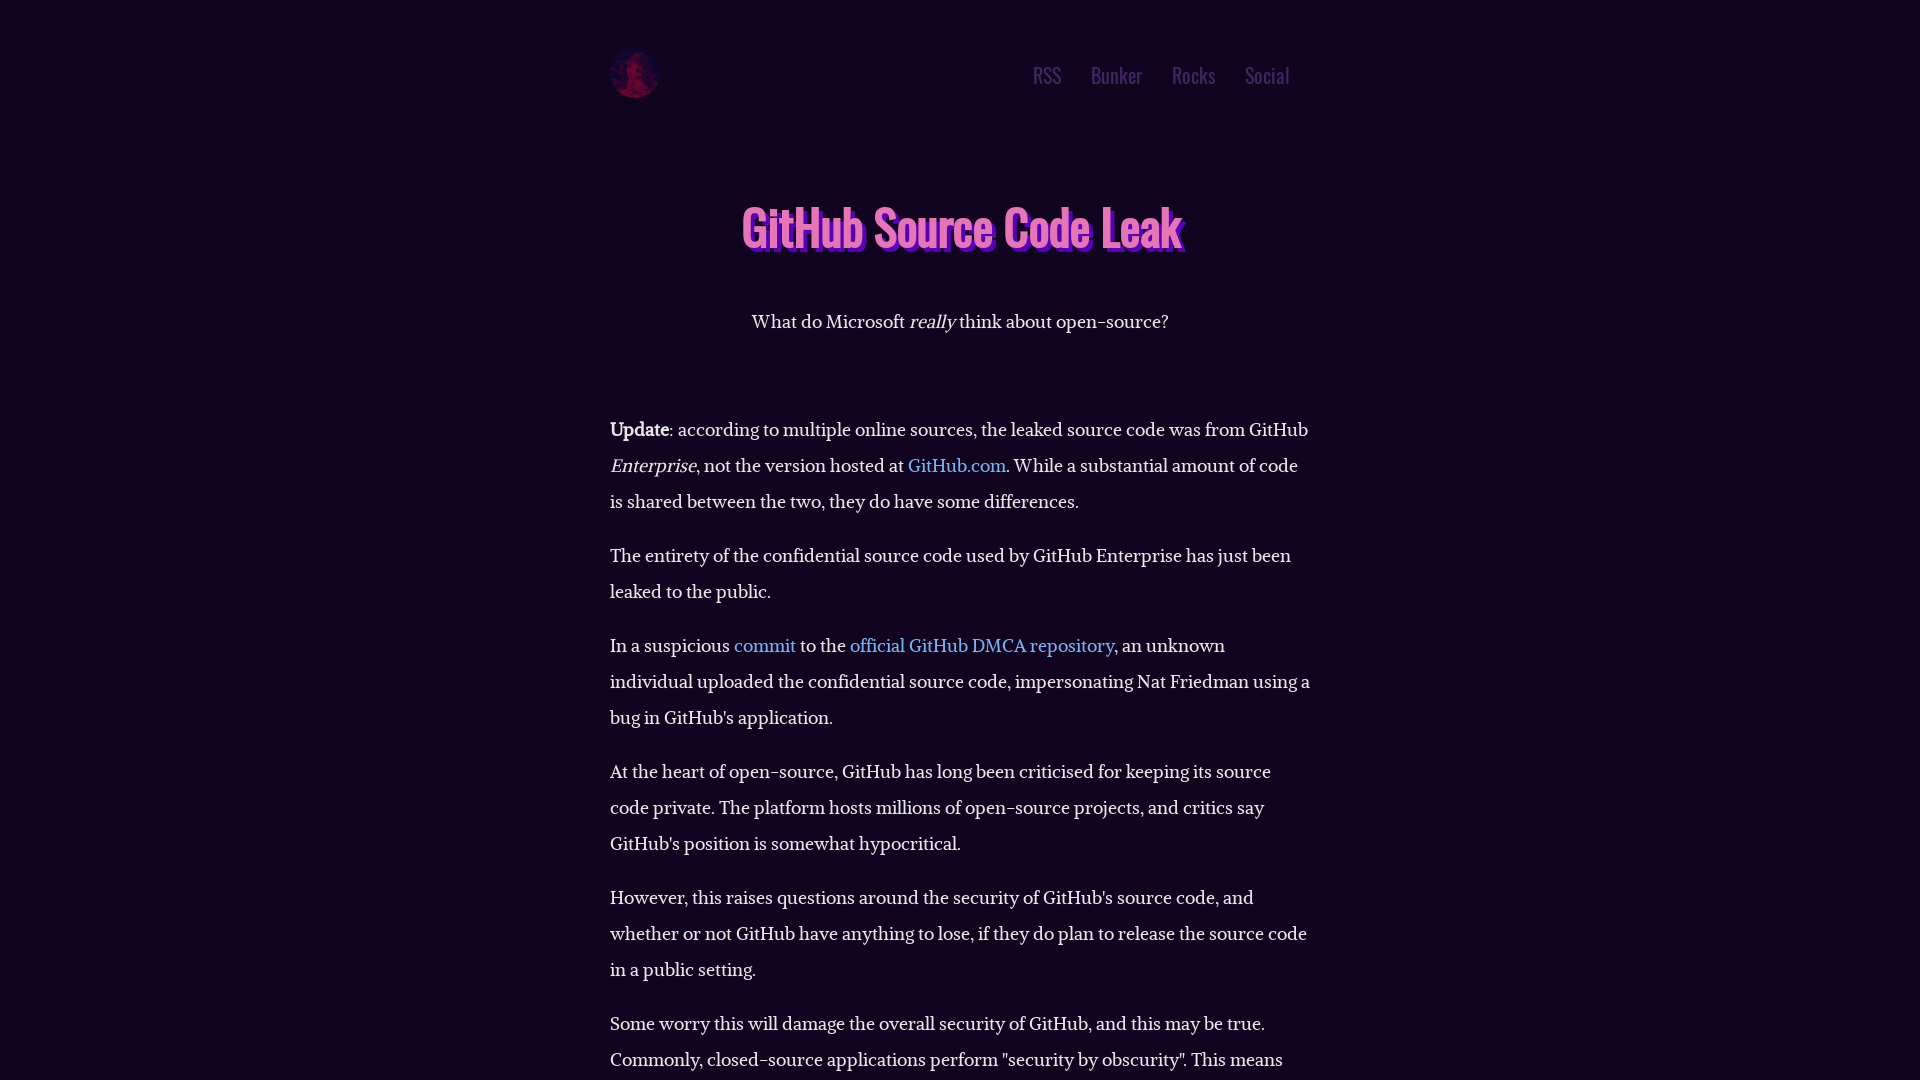 RSS Bunker Rocks Social
GitHub Source Code Leak
What do Microsoft really think about open-source?
Update: according to multiple online sources, the leaked source code was from GitHub
Enterprise, not the version hosted at GitHub.com. While a substantial amount of code
is shared between the two, they do have some differences.
The entirety of the confidential source code used by GitHub Enterprise has just been
leaked to the public.
In a suspicious commit to the official GitHub DMCA repository, an unknown
individual uploaded the confidential source code, impersonating Nat Friedman using a
bug in GitHub's application.
At the heart of open-source, GitHub has long been criticised for keeping its source
code private. The platform hosts millions of open-source projects, and critics say
GitHub's position is somewhat hypocritical.
However, this raises questions around the security of GitHub's source code, and
whether or not GitHub have anything to lose, if they do plan to release the source code
in a public setting.
Some worry this will damage the overall security of GitHub, and this may be true.
Commonly, closed-source applications perform "security by obscurity". This means